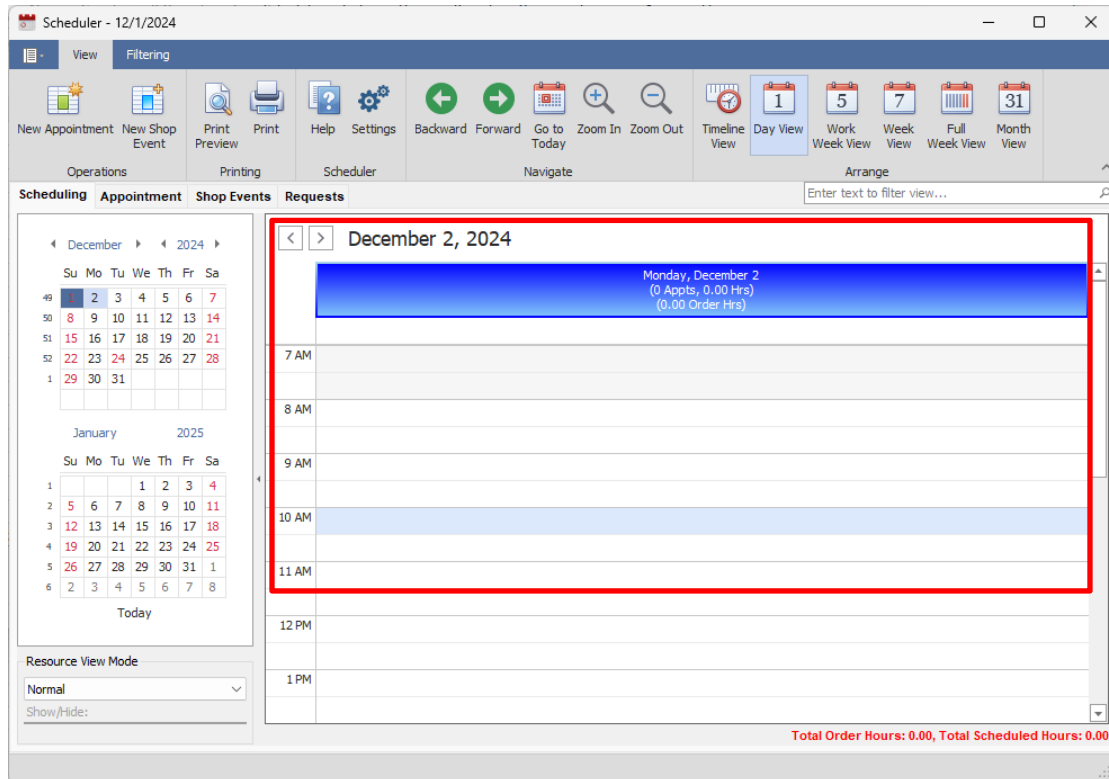 Scheduler - 12/1/2024
View Filtering
New Appointment New Shop Event Print Preview Print Help Settings Backward Forward Go to Today Zoom In Zoom Out Timeline View 1 Day View 5 Work Week View 7 Week View Full Week View 31 Month View
Operations Printing Scheduler Navigate Arrange
Scheduling Appointment Shop Events Requests Enter text to filter view...
December 2024
Su Mo Tu We Th Fr Sa
49 1 2 3 4 5 6 7
50 8 9 10 11 12 13 14
51 15 16 17 18 19 20 21
52 22 23 24 25 26 27 28
1 29 30 31
January 2025
Su Mo Tu We Th Fr Sa
1 1 2 3 4
2 5 6 7 8 9 10 11
3 12 13 14 15 16 17 18
4 19 20 21 22 23 24 25
5 26 27 28 29 30 31 1
6 2 3 4 5 6 7 8
Today
Resource View Mode
Normal
Show/Hide:
December 2, 2024
Monday, December 2
(0 Appts, 0.00 Hrs)
(0.00 Order Hrs)
7 AM
8 AM
9 AM
10 AM
11 AM
12 PM
1 PM
Total Order Hours: 0.00, Total Scheduled Hours: 0.00